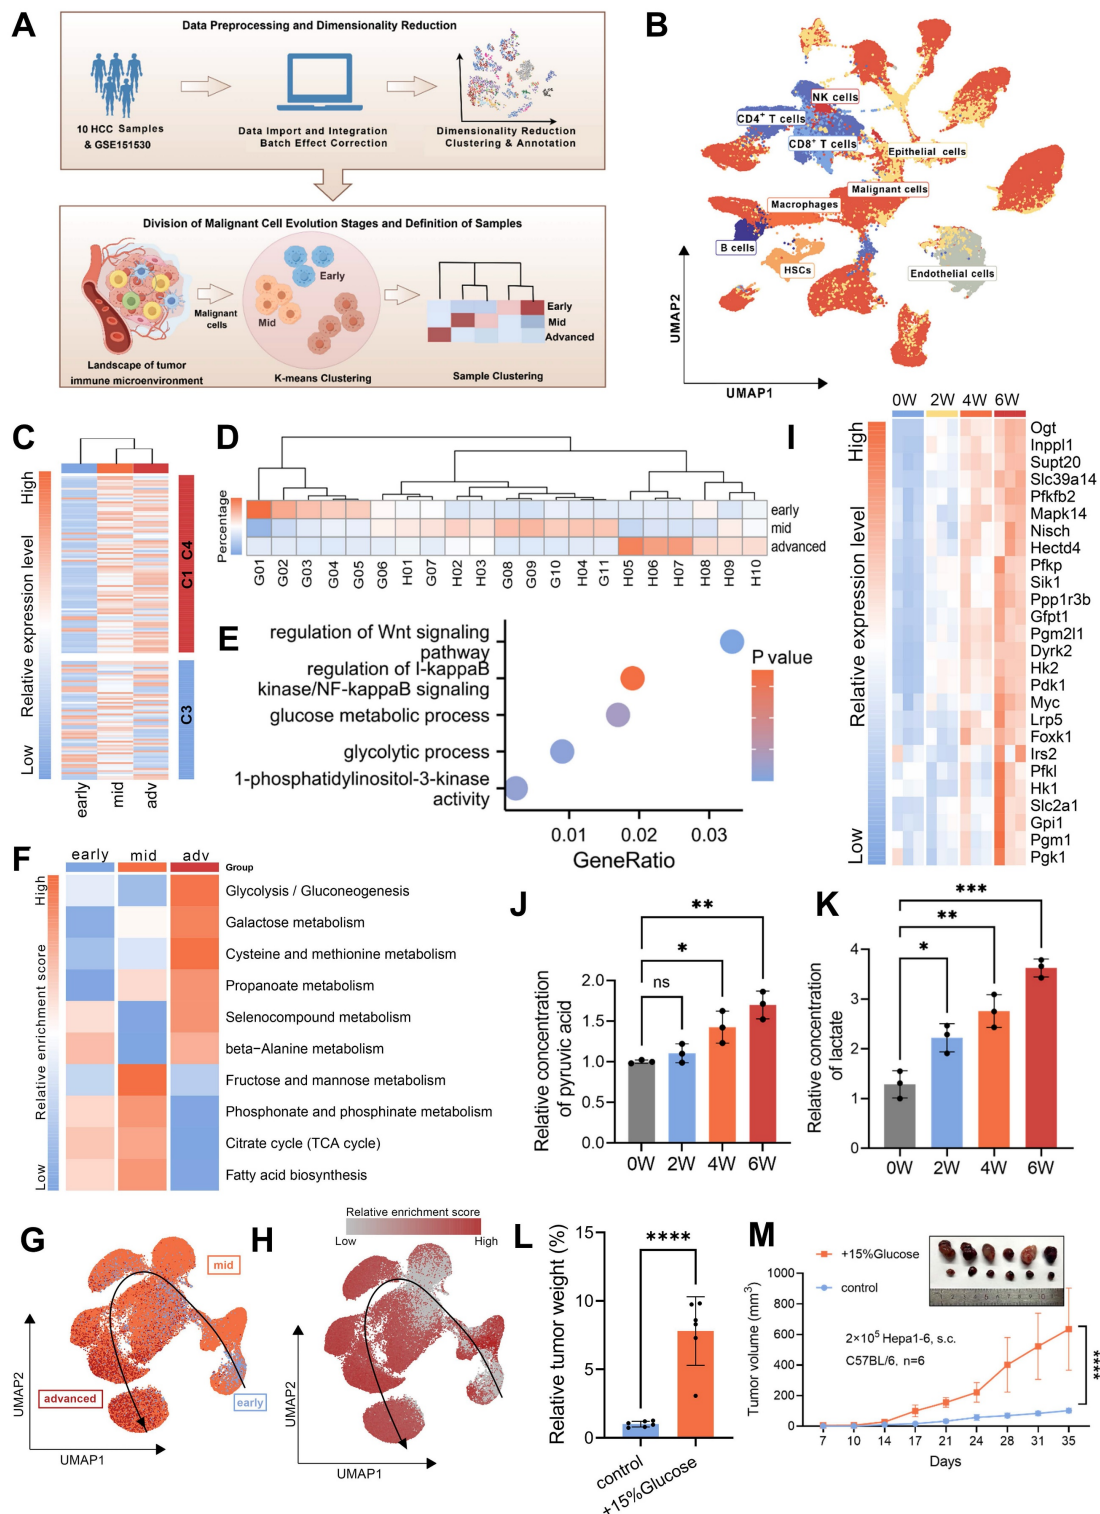 A
Data Preprocessing and Dimensionality Reduction
10 HCC Samples
& GSE151530
Data Import and Integration
Batch Effect Correction
Dimensionality Reduction
Clustering & Annotation
Division of Malignant Cell Evolution Stages and Definition of Samples
Malignant
cells
Early
Mid
Early
Mid
Advanced
Landscape of tumor
immune microenvironment
K-means Clustering
Sample Clustering
B
NK cells
CD4+ T cells
CD8+ T cells
Epithelial cells
Malignant cells
Macrophages
B cells
HSCs
Endothelial cells
UMAP2
UMAP1
C
High
Relative expression level
Low
C1 C4
C3
early
mid
adv
D
Percentage
early
mid
advanced
G01
G02
G03
G04
G05
G06
H01
G07
H02
H03
G08
G09
G10
H04
G11
H05
H06
H07
H08
H09
H10
E
regulation of Wnt signaling
pathway
regulation of I-kappaB
kinase/NF-kappaB signaling
glucose metabolic process
glycolytic process
1-phosphatidylinositol-3-kinase
activity
0.01
0.02
0.03
GeneRatio
P value
F
early
mid
adv
Group
High
Relative enrichment score
Low
Glycolysis / Gluconeogenesis
Galactose metabolism
Cysteine and methionine metabolism
Propanoate metabolism
Selenocompound metabolism
beta−Alanine metabolism
Fructose and mannose metabolism
Phosphonate and phosphinate metabolism
Citrate cycle (TCA cycle)
Fatty acid biosynthesis
G
mid
advanced
early
UMAP2
UMAP1
H
Relative enrichment score
Low
High
UMAP2
UMAP1
I
0W
2W
4W
6W
High
Relative expression level
Low
Ogt
Inppl1
Supt20
Slc39a14
Pfkfb2
Mapk14
Nisch
Hectd4
Pfkp
Sik1
Ppp1r3b
Gfpt1
Pgm2l1
Dyrk2
Hk2
Pdk1
Myc
Lrp5
Foxk1
Irs2
Pfkl
Hk1
Slc2a1
Gpi1
Pgm1
Pgk1
J
**
*
ns
2.0
1.5
1.0
0.5
0.0
Relative concentration
of pyruvic acid
0W
2W
4W
6W
K
***
**
*
4
3
2
1
0
Relative concentration
of lactate
0W
2W
4W
6W
L
****
15
10
5
0
Relative tumor weight (%)
control
+15%Glucose
M
+15%Glucose
control
1000
800
600
400
200
0
Tumor volume (mm3)
2×10⁵ Hepa1-6, s.c.
C57BL/6, n=6
****
7
10
14
17
21
24
28
31
35
Days